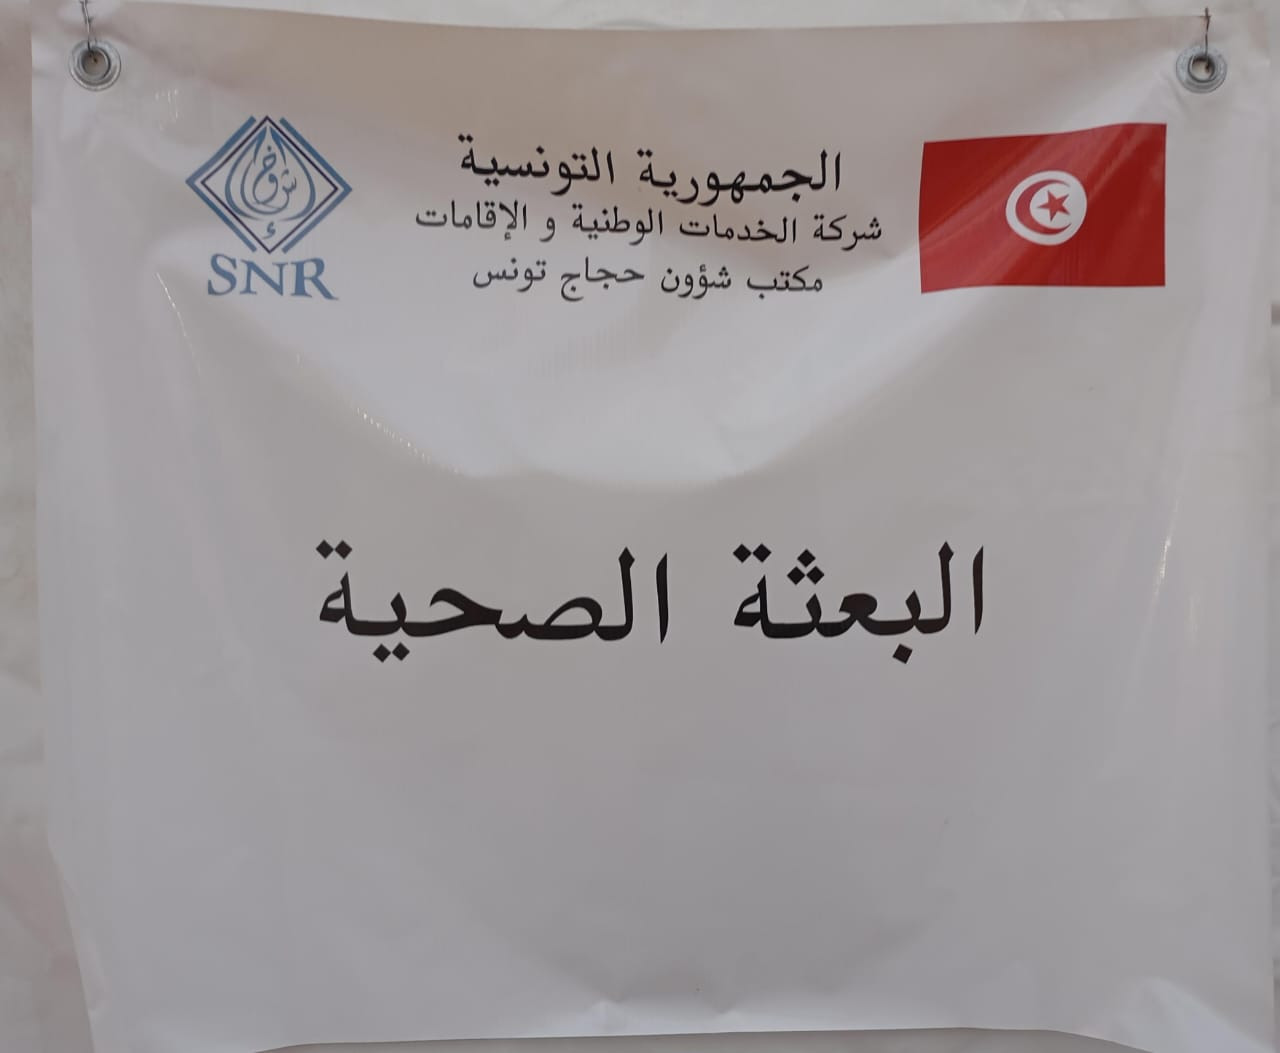 الجمهورية التونسية
شركة الخدمات الوطنية و الإقامات
مكتب شؤون حجاج تونس
SNR
البعثة الصحية